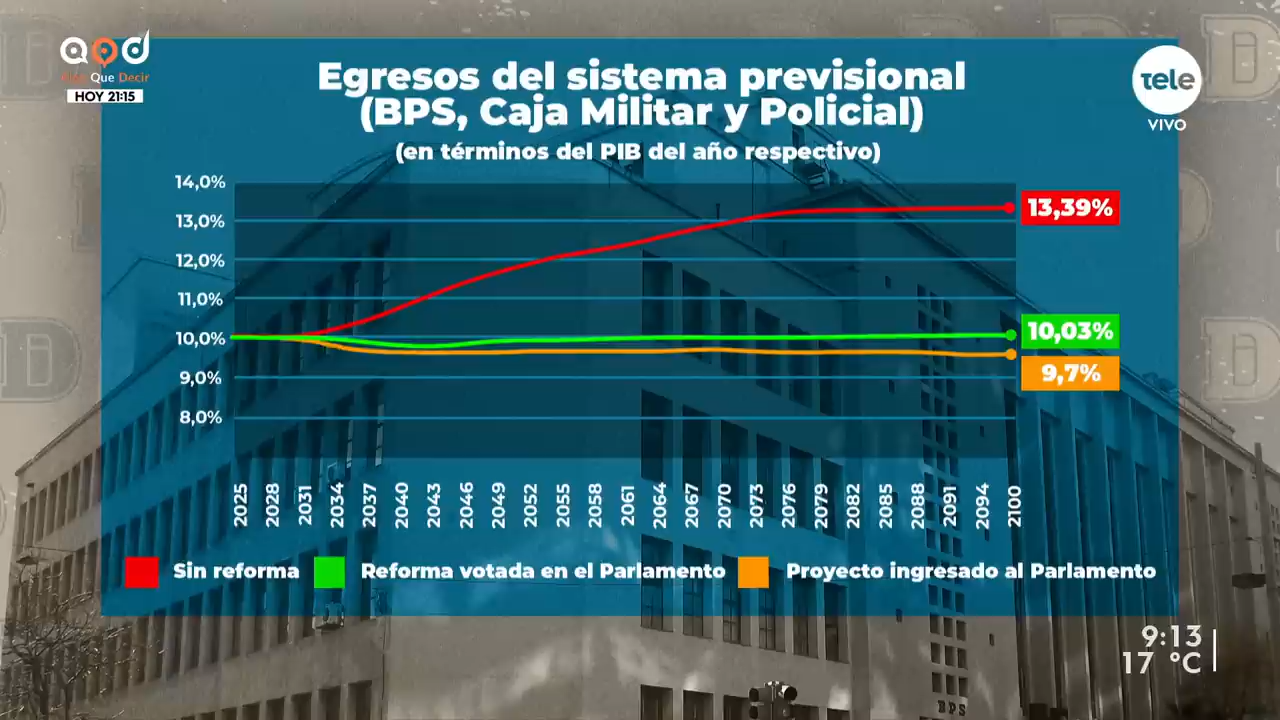 aqd
Algo Que Decir
HOY 21:15
Egresos del sistema previsional
(BPS, Caja Militar y Policial)
(en términos del PIB del año respectivo)
Tele
VIVO
14,0%
13,0%
12,0%
11,0%
10,0%
9,0%
8,0%
13,39%
10,03%
9,7%
2025 2028 2031 2034 2037 2040 2043 2046 2049 2052 2055 2058 2061 2064 2067 2070 2073 2076 2079 2082 2085 2088 2091 2094 2100
Sin reforma Reforma votada en el Parlamento Proyecto ingresado al Parlamento
9:13
17 °C
BPS